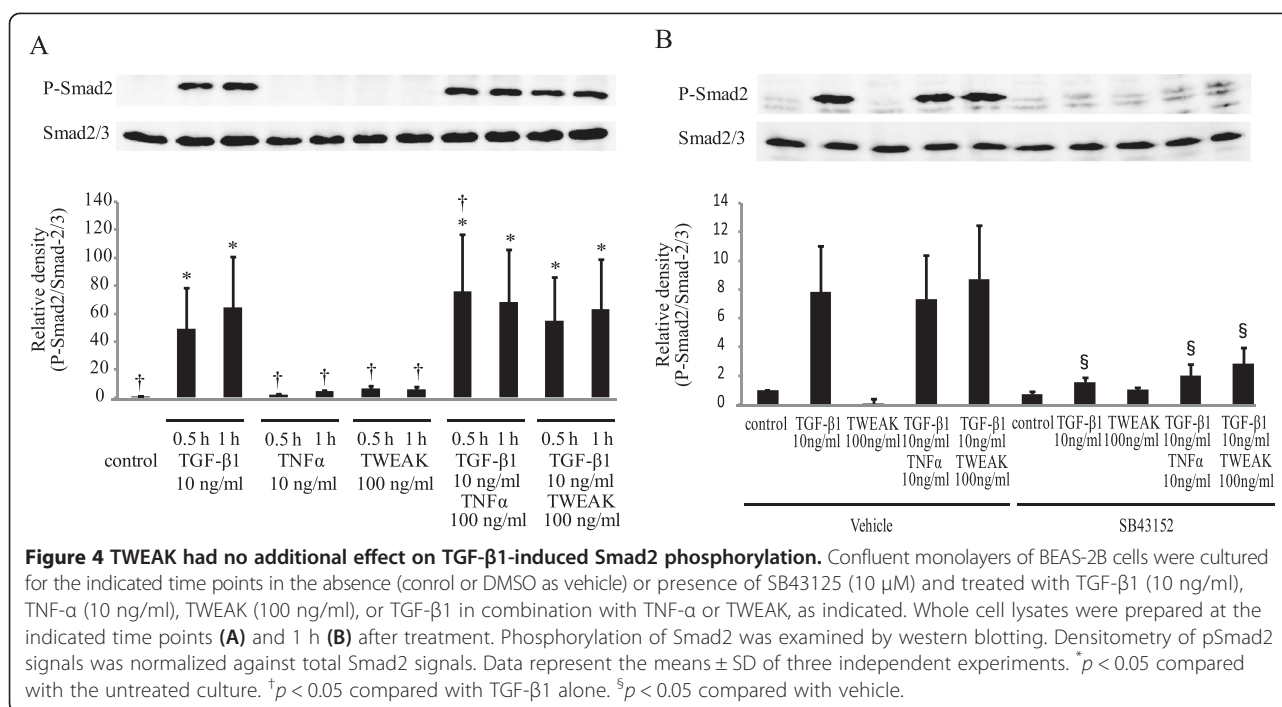 A
P-Smad2
Smad2/3
Relative density
(P-Smad2/Smad-2/3)
140
120
100
80
60
40
20
0
†
*
*
†
†
†
†
†
*
*
*
*
control
0.5 h 1 h
TGF-β1
10 ng/ml
0.5 h 1 h
TNFα
10 ng/ml
0.5 h 1 h
TWEAK
100 ng/ml
0.5 h 1 h
TGF-β1
10 ng/ml
TNFα
100 ng/ml
0.5 h 1 h
TGF-β1
10 ng/ml
TWEAK
100 ng/ml
B
P-Smad2
Smad2/3
Relative density
(P-Smad2/Smad-2/3)
14
12
10
8
6
4
2
0
§
§
§
control
TGF-β1
10ng/ml
TWEAK
100ng/ml
TGF-β1
10ng/ml
TNFα
10ng/ml
TGF-β1
10ng/ml
TWEAK
100ng/ml
control
TGF-β1
10ng/ml
TWEAK
100ng/ml
TGF-β1
10ng/ml
TNFα
10ng/ml
TGF-β1
10ng/ml
TWEAK
100ng/ml
Vehicle
SB43152
Figure 4 TWEAK had no additional effect on TGF-β1-induced Smad2 phosphorylation. Confluent monolayers of BEAS-2B cells were cultured
for the indicated time points in the absence (conrol or DMSO as vehicle) or presence of SB43125 (10 μM) and treated with TGF-β1 (10 ng/ml),
TNF-α (10 ng/ml), TWEAK (100 ng/ml), or TGF-β1 in combination with TNF-α or TWEAK, as indicated. Whole cell lysates were prepared at the
indicated time points (A) and 1 h (B) after treatment. Phosphorylation of Smad2 was examined by western blotting. Densitometry of pSmad2
signals was normalized against total Smad2 signals. Data represent the means ± SD of three independent experiments. *p < 0.05 compared
with the untreated culture. †p < 0.05 compared with TGF-β1 alone. §p < 0.05 compared with vehicle.